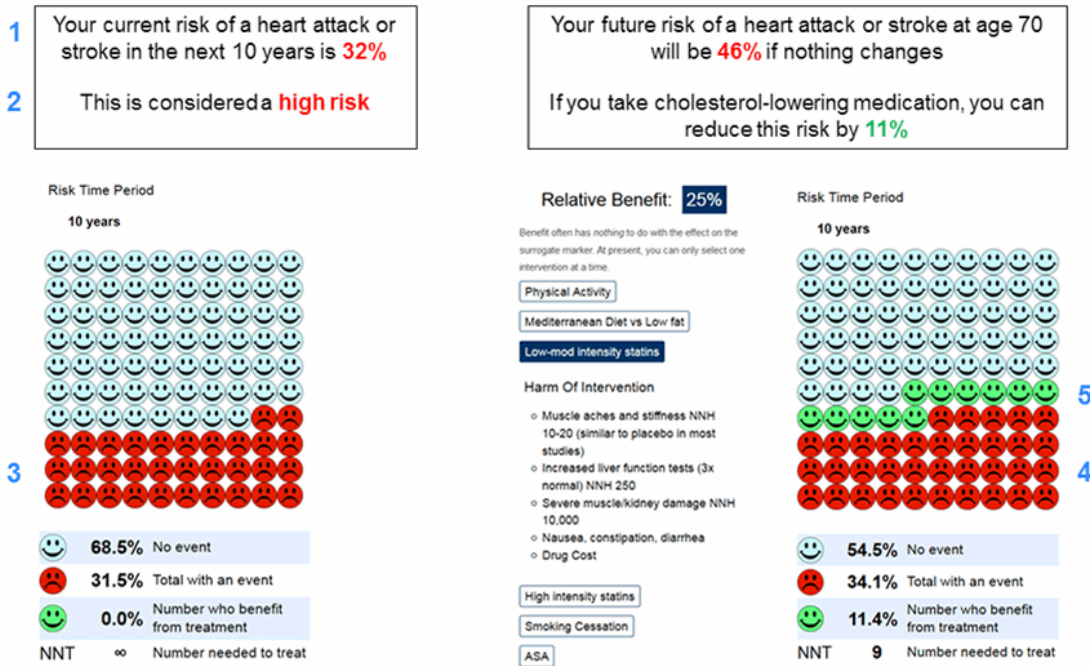 1
Your current risk of a heart attack or
stroke in the next 10 years is 32%
2
This is considered a high risk
Your future risk of a heart attack or stroke at age 70
will be 46% if nothing changes
If you take cholesterol-lowering medication, you can
reduce this risk by 11%
Risk Time Period
10 years
3
68.5% No event
31.5% Total with an event
0.0% Number who benefit
from treatment
NNT ∞ Number needed to treat
Relative Benefit: 25%
Benefit often has nothing to do with the effect on the
surrogate marker. At present, you can only select one
intervention at a time.
Physical Activity
Mediterranean Diet vs Low fat
Low-mod intensity statins
Harm Of Intervention
Muscle aches and stiffness NNH
10-20 (similar to placebo in most
studies)
Increased liver function tests (3x
normal) NNH 250
Severe muscle/kidney damage NNH
10,000
Nausea, constipation, diarrhea
Drug Cost
High intensity statins
Smoking Cessation
ASA
Risk Time Period
10 years
5
4
54.5% No event
34.1% Total with an event
11.4% Number who benefit
from treatment
NNT 9 Number needed to treat